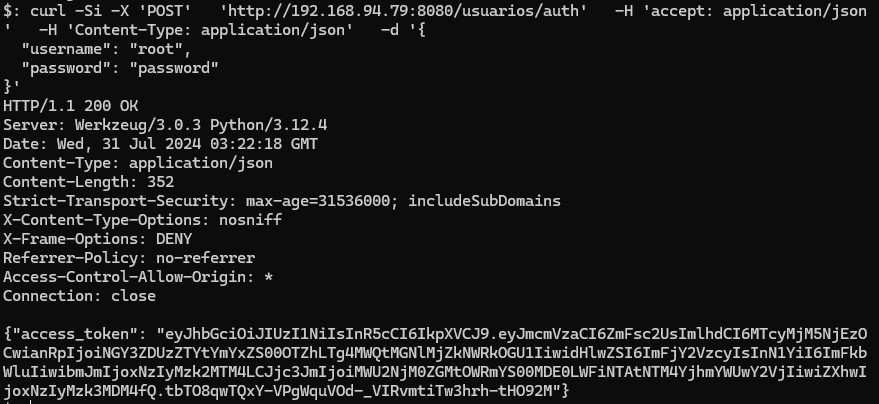 $: curl -Si -X 'POST'   'http://192.168.94.79:8080/usuarios/auth'   -H 'accept: application/json
'   -H 'Content-Type: application/json'   -d '{
  "username": "root",
  "password": "password"
}'
HTTP/1.1 200 OK
Server: Werkzeug/3.0.3 Python/3.12.4
Date: Wed, 31 Jul 2024 03:22:18 GMT
Content-Type: application/json
Content-Length: 352
Strict-Transport-Security: max-age=31536000; includeSubDomains
X-Content-Type-Options: nosniff
X-Frame-Options: DENY
Referrer-Policy: no-referrer
Access-Control-Allow-Origin: *
Connection: close

{"access_token": "eyJhbGciOiJIUzI1NiIsInR5cCI6IkpXVCJ9.eyJmcmVzaCI6ZmFsc2UsImlhdCI6MTcyMjM5NjEzO
CwianRpIjoiNGY3ZDUzZTYtYmYxZS00OTZhLTg4MWQtMGNlMjZkNWRkOGU1IiwidHlwZSI6ImFjY2VzcyIsInN1YiI6ImFkb
WluIiwibmJmIjoxNzIyMzk2MTM4LCJjc3JmIjoiMWU2NjM0ZGMtOWRmYS00MDE0LWFiNTAtNTM4YjhmYWUwY2VjIiwiZXhwI
joxNzIyMzk3MDM4fQ.tbTO8qwTQxY-VPgWquVOd-_VIRvmtiTw3hrh-tHO92M"}